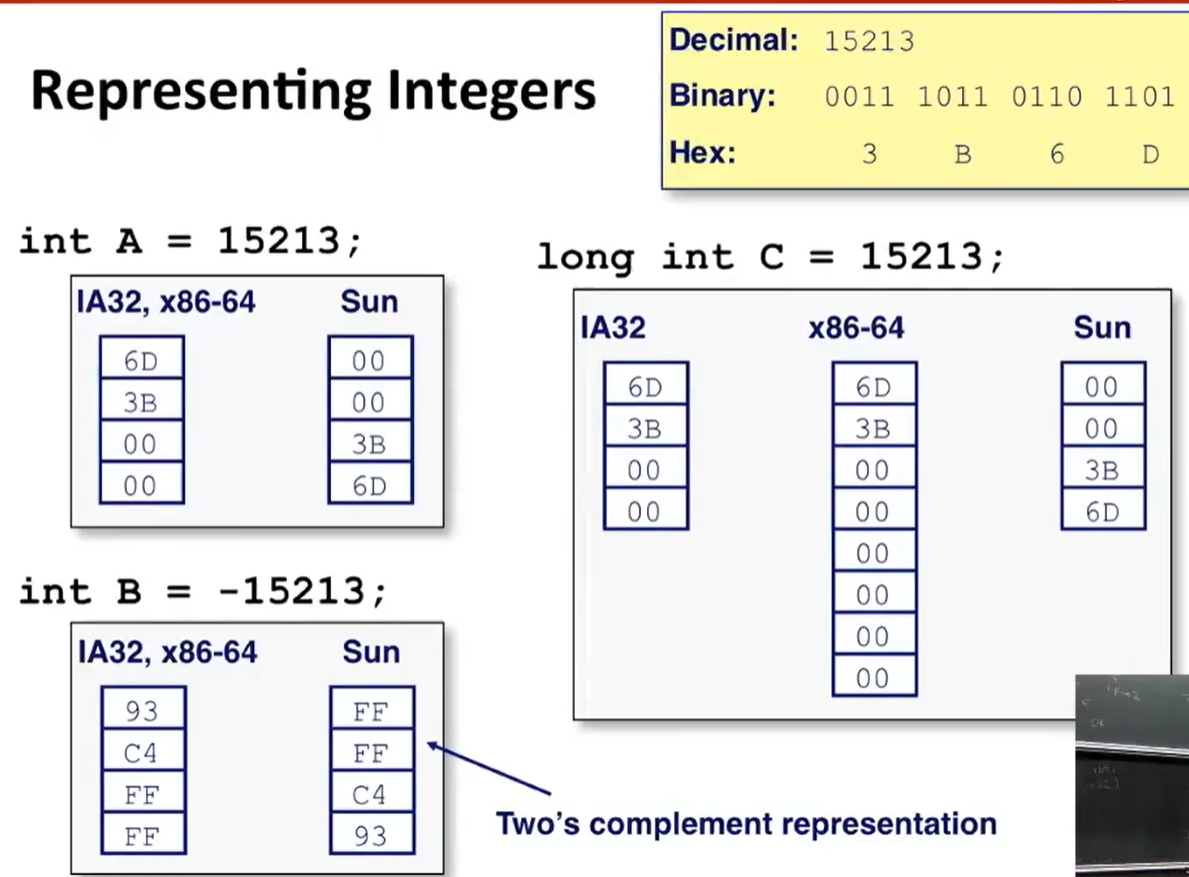 Representing Integers
Decimal: 15213
Binary: 0011 1011 0110 1101
Hex: 3 B 6 D
int A = 15213;
IA32, x86-64 Sun
6D 00
3B 00
00 3B
00 6D
long int C = 15213;
IA32 x86-64 Sun
6D 6D 00
3B 3B 00
00 00 3B
00 00 6D
00
00
00
00
int B = -15213;
IA32, x86-64 Sun
93 FF
C4 FF
FF C4
FF 93
Two's complement representation